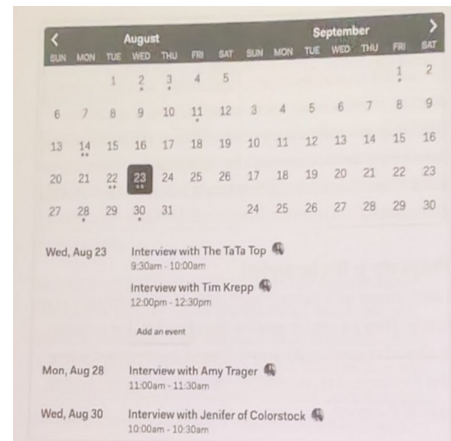 August September
SUN MON TUE WED THU FRI SAT SUN MON TUE WED THU FRI SAT
1 2 3 4 5 1 2
6 7 8 9 10 11 12 3 4 5 6 7 8 9
13 14 15 16 17 18 19 10 11 12 13 14 15 16
20 21 22 23 24 25 26 17 18 19 20 21 22 23
27 28 29 30 31 24 25 26 27 28 29 30
Wed, Aug 23 Interview with The TaTa Top
9:30am - 10:00am
Interview with Tim Krepp
12:00pm - 12:30pm
Add an event
Mon, Aug 28 Interview with Amy Trager
11:00am - 11:30am
Wed, Aug 30 Interview with Jenifer of Colorstock
10:00am - 10:30am